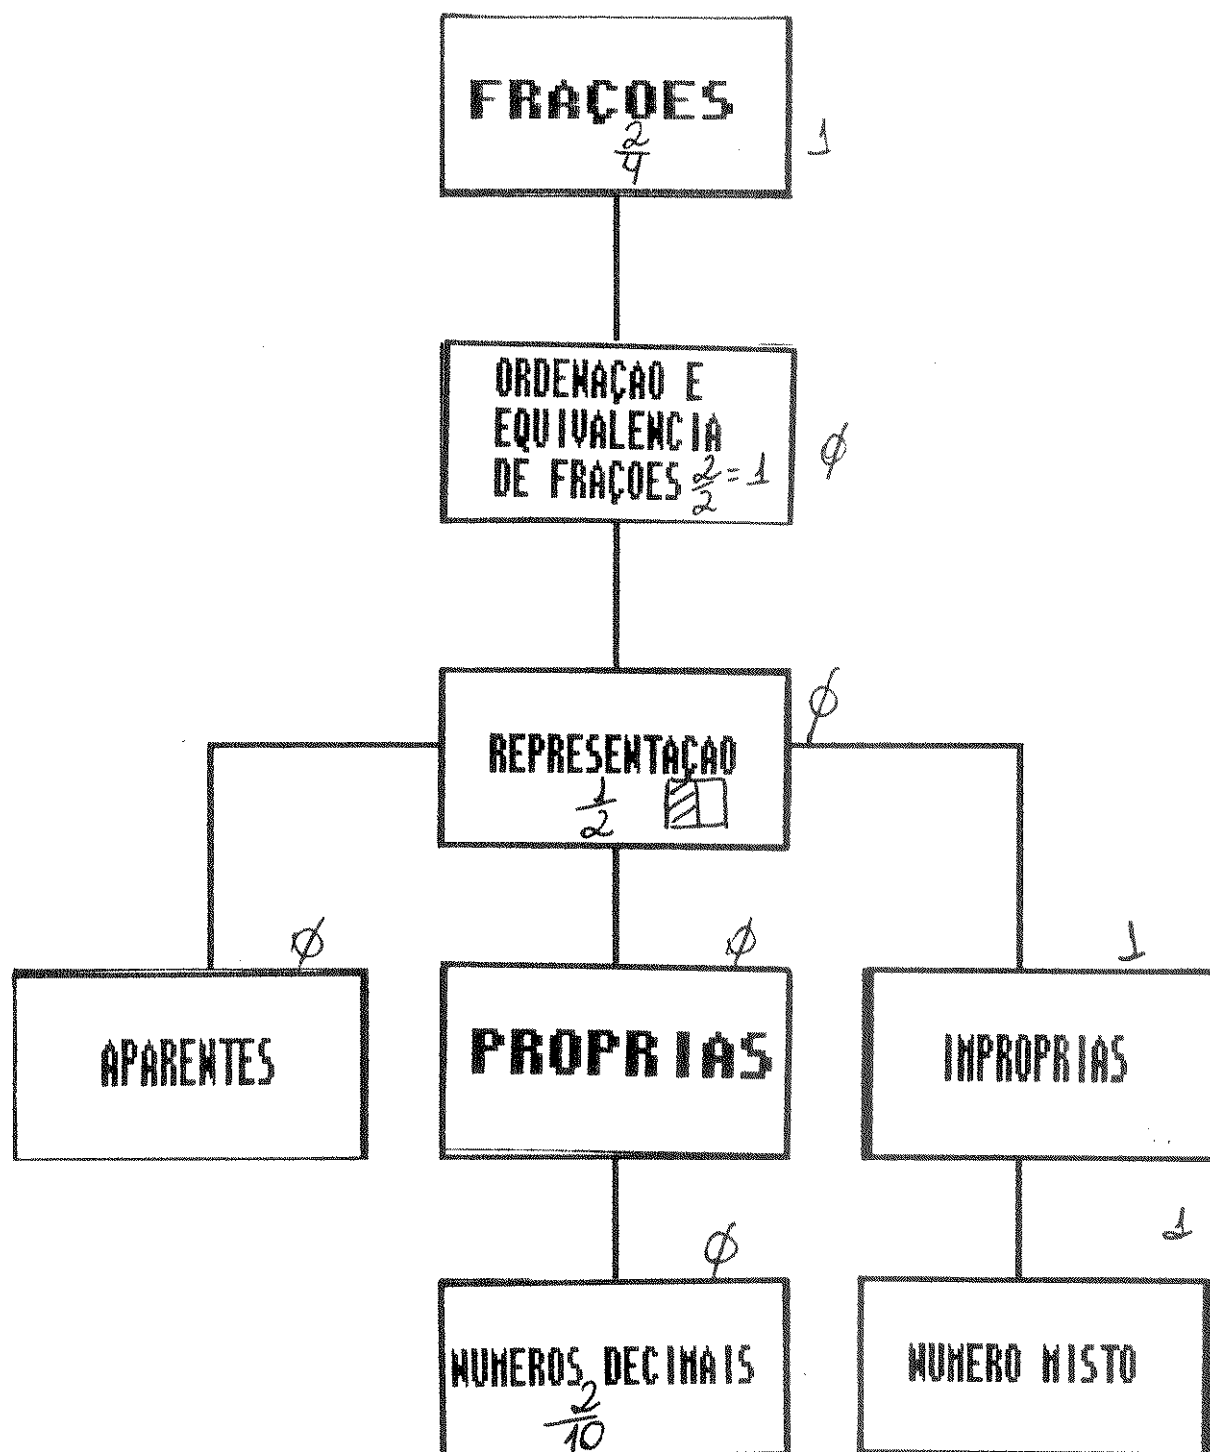 FRAÇOES
2/4
1
ORDENAÇAO E
EQUIVALENCIA
DE FRAÇOES 2/2 = 1
φ
φ
REPRESENTAÇAO
1/2
φ
φ
1
APARENTES
PROPRIAS
IMPROPRIAS
φ
1
NUMEROS DECIMAIS
2/10
NUMERO MISTO